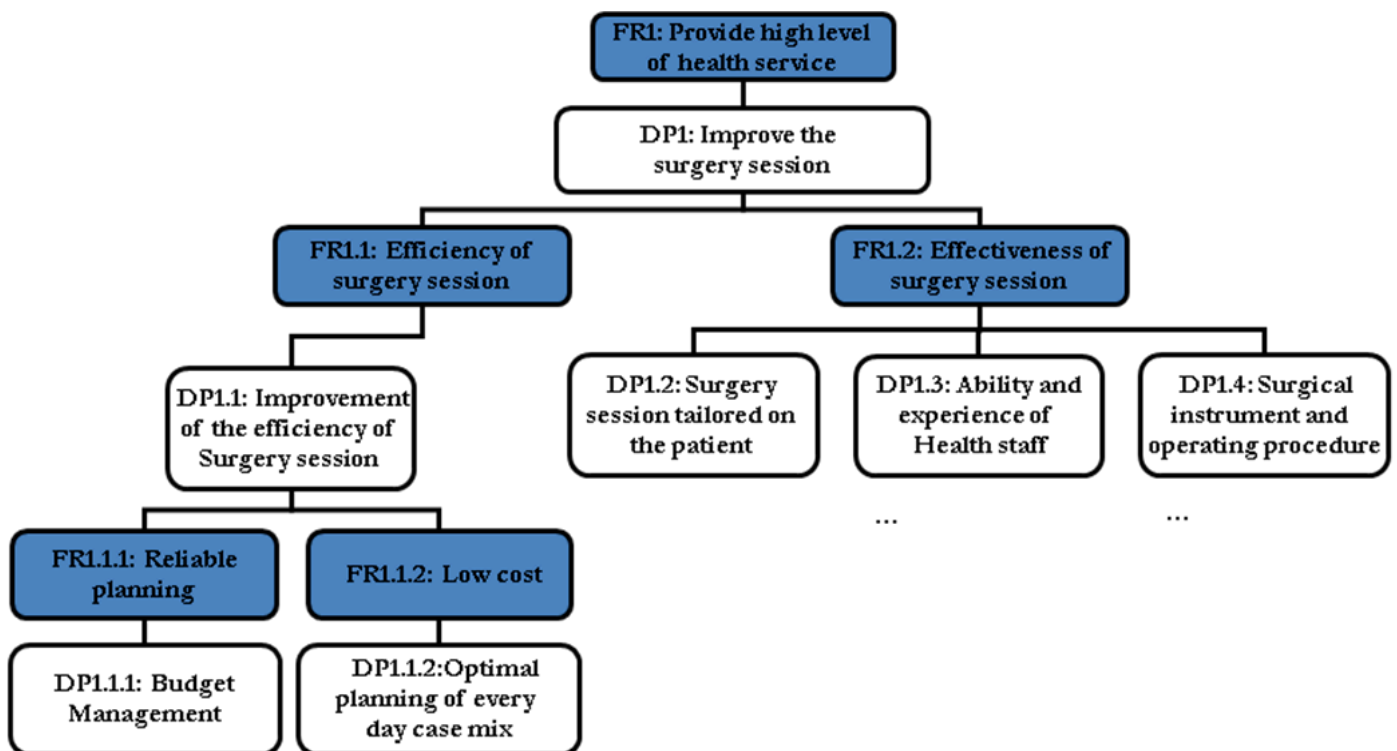 FR1: Provide high level
of health service
DP1: Improve the
surgery session
FR1.1: Efficiency of
surgery session
FR1.2: Effectiveness of
surgery session
DP1.1: Improvement
of the efficiency of
Surgery session
DP1.2: Surgery
session tailored on
the patient
DP1.3: Ability and
experience of
Health staff
DP1.4: Surgical
instrument and
operating procedure
...
...
FR1.1.1: Reliable
planning
FR1.1.2: Low cost
DP1.1.1: Budget
Management
DP1.1.2:Optimal
planning of every
day case mix